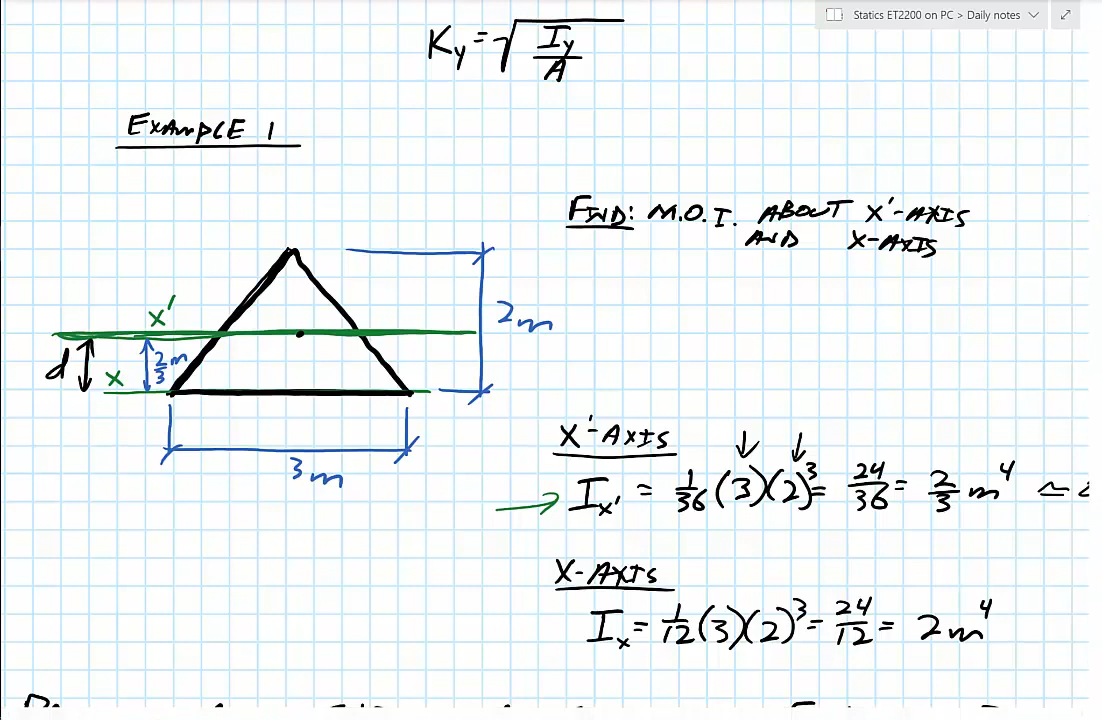 Statics ET2200 on PC > Daily notes
Ky = √(Iy/A)
EXAMPLE 1
FIND: M.O.I. ABOUT X'-AXIS
AND X-AXIS
X'
2m
d
2/3 m
X
3m
X'-AXIS
Ix' = 1/36 (3)(2)³ = 24/36 = 2/3 m⁴ ≃
X-AXIS
Ix = 1/12 (3)(2)³ = 24/12 = 2m⁴